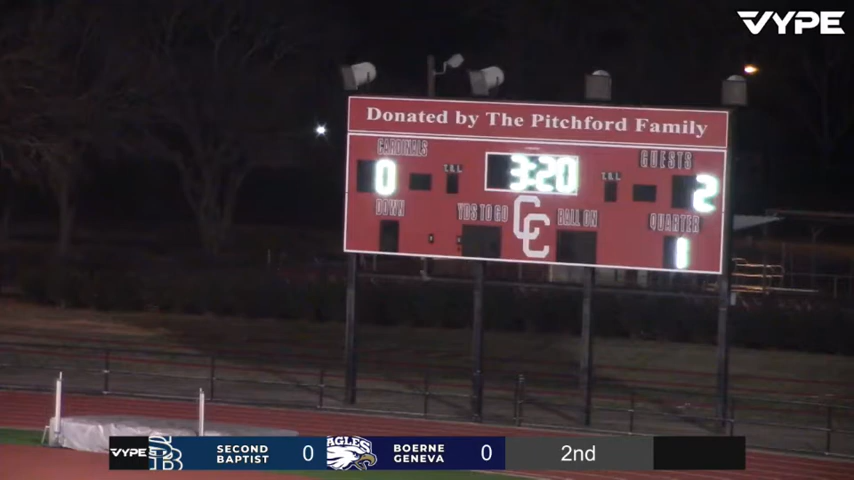 VYPE
Donated by The Pitchford Family
CARDINALS
GUESTS
0
T.O.L
3:20
T.O.L
2
DOWN
YDS TO GO
CC
BALL ON
QUARTER
1
VYPE
SB
SECOND BAPTIST
0
EAGLES
BOERNE GENEVA
0
2nd